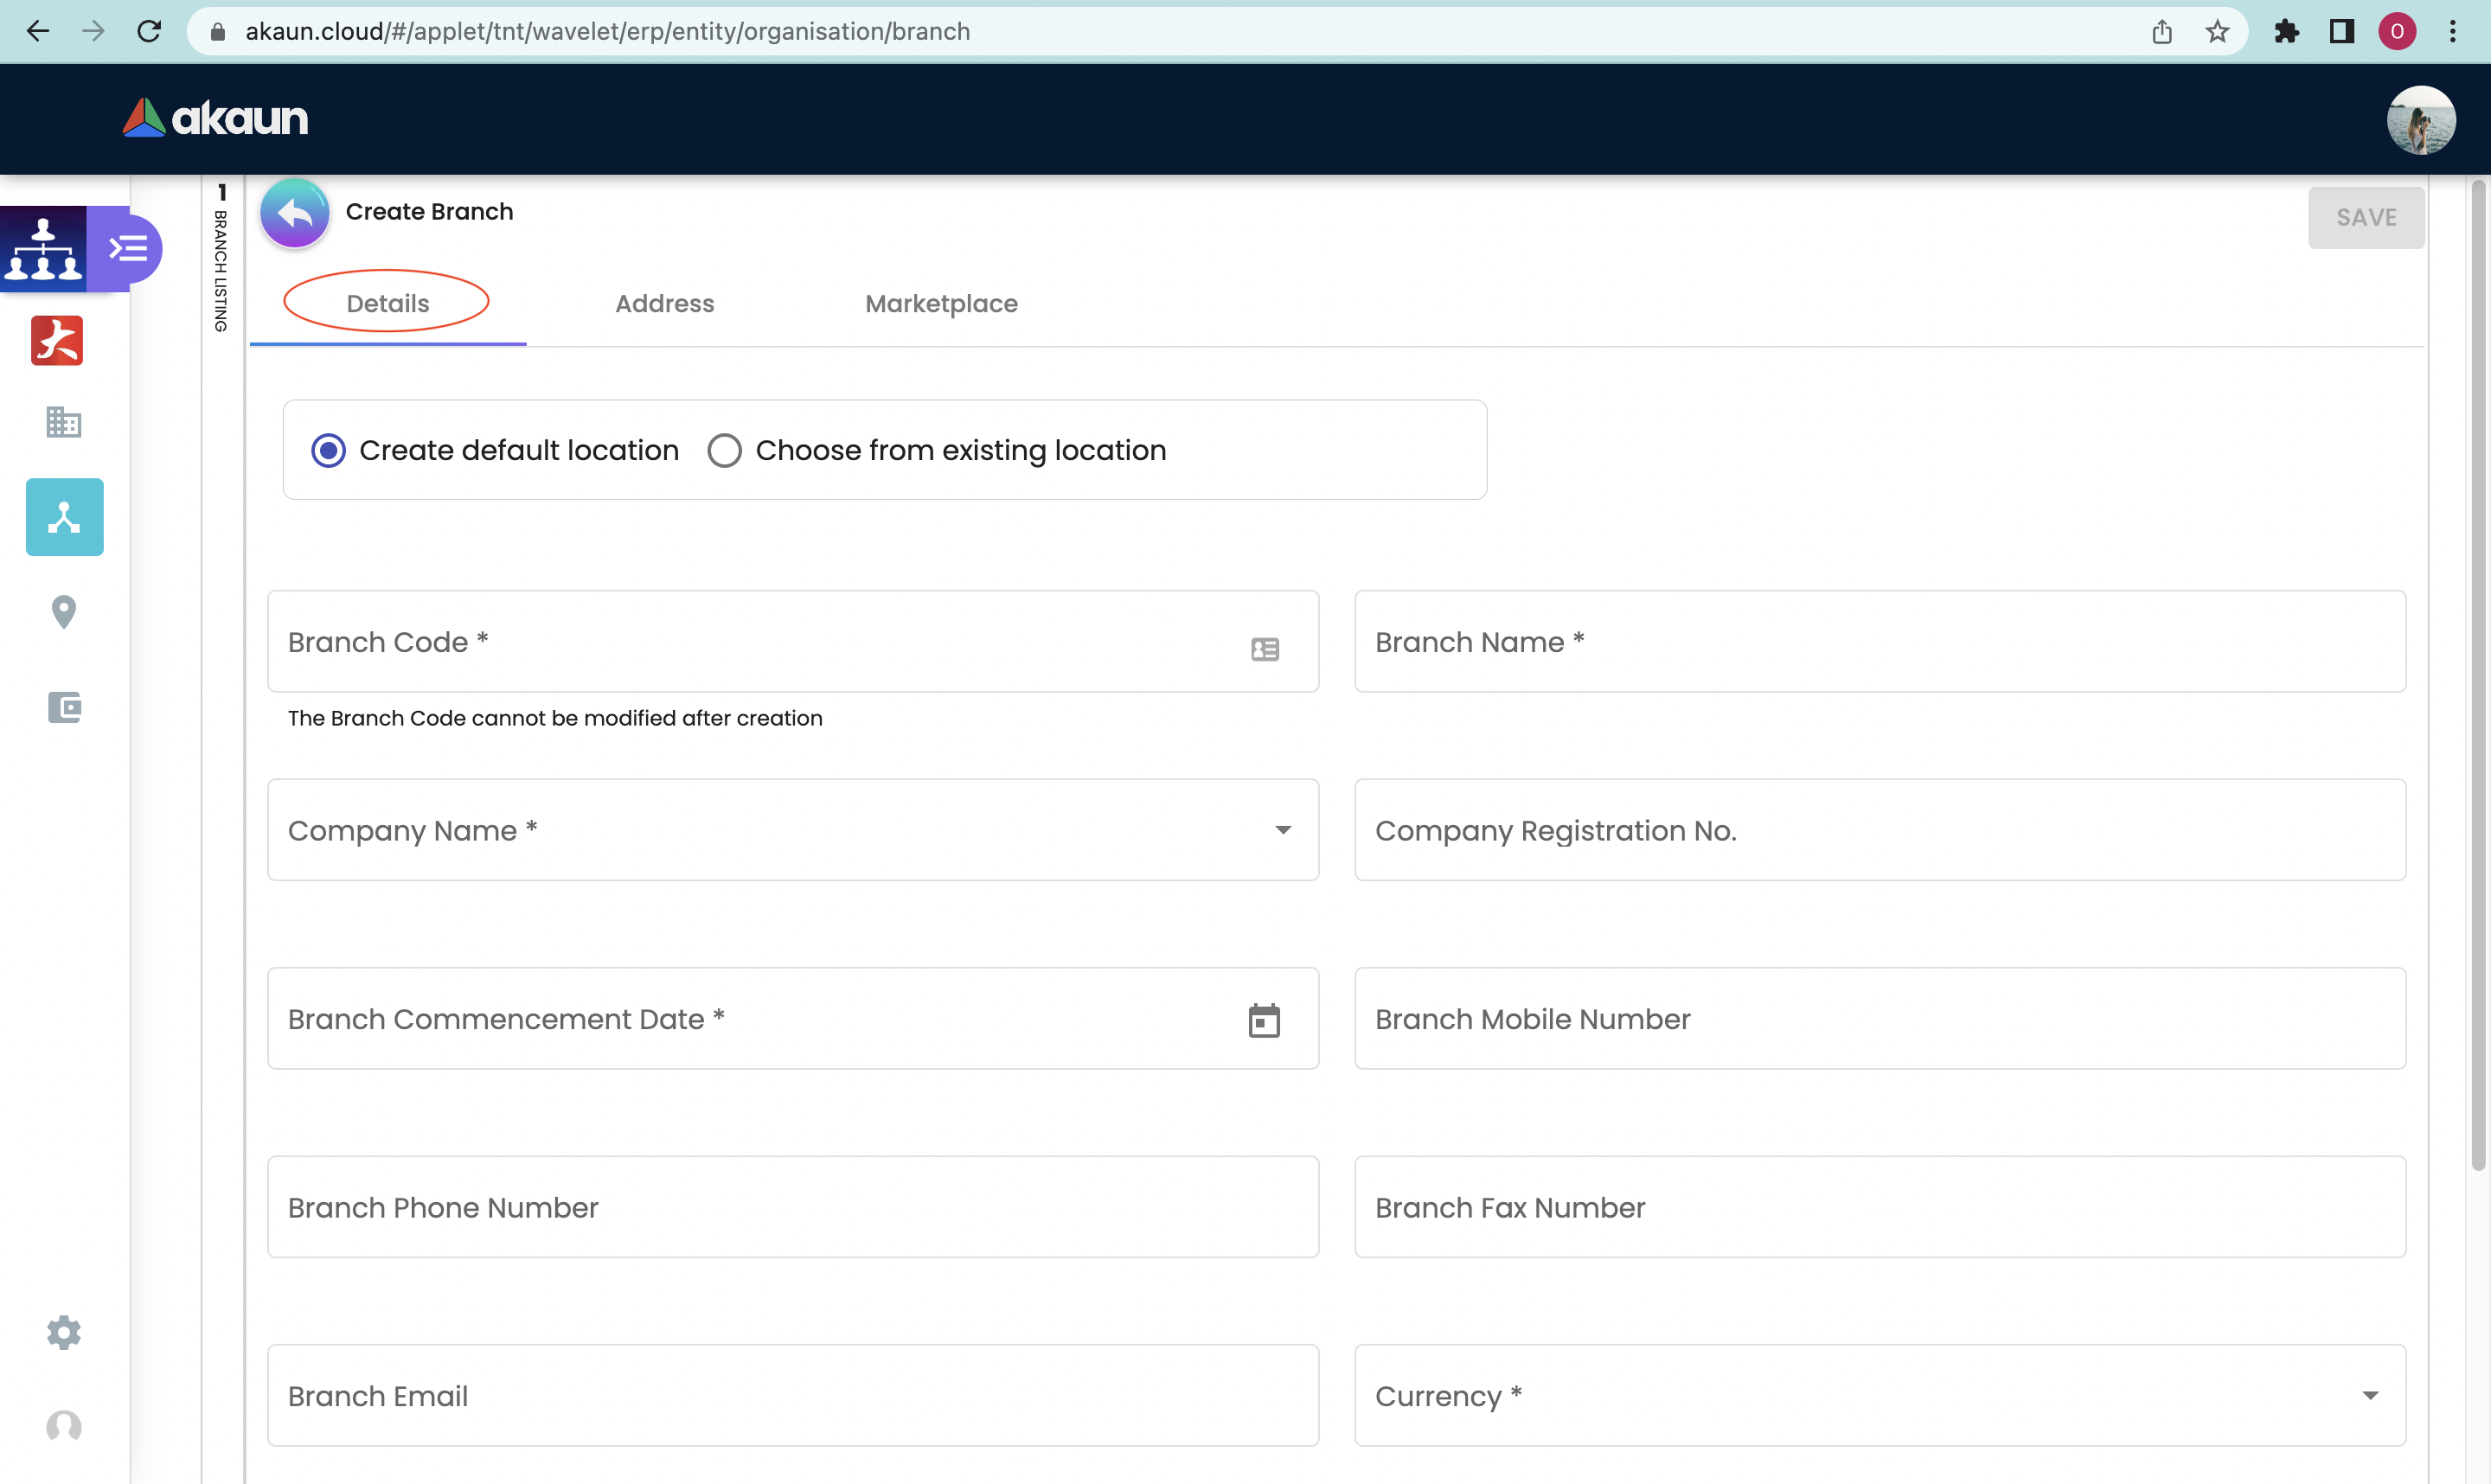 akaun.cloud/#/applet/tnt/wavelet/erp/entity/organisation/branch
O
akaun
1 BRANCH LISTING
Create Branch
SAVE
Details Address Marketplace
Create default location Choose from existing location
Branch Code * Branch Name *
The Branch Code cannot be modified after creation
Company Name * Company Registration No.
Branch Commencement Date * Branch Mobile Number
Branch Phone Number Branch Fax Number
Branch Email Currency *